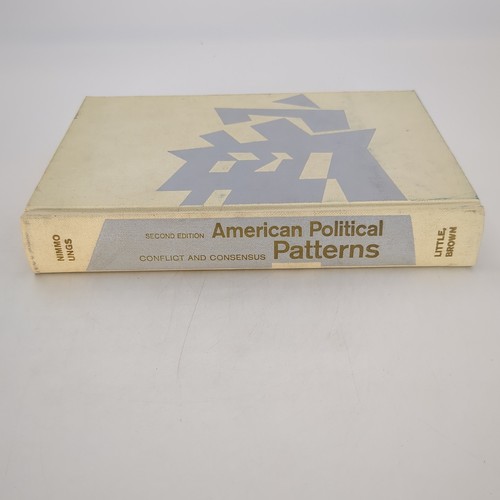 NIMMO
UNGS
SECOND EDITION American Political
CONFLICT AND CONSENSUS Patterns
LITTLE,
BROWN